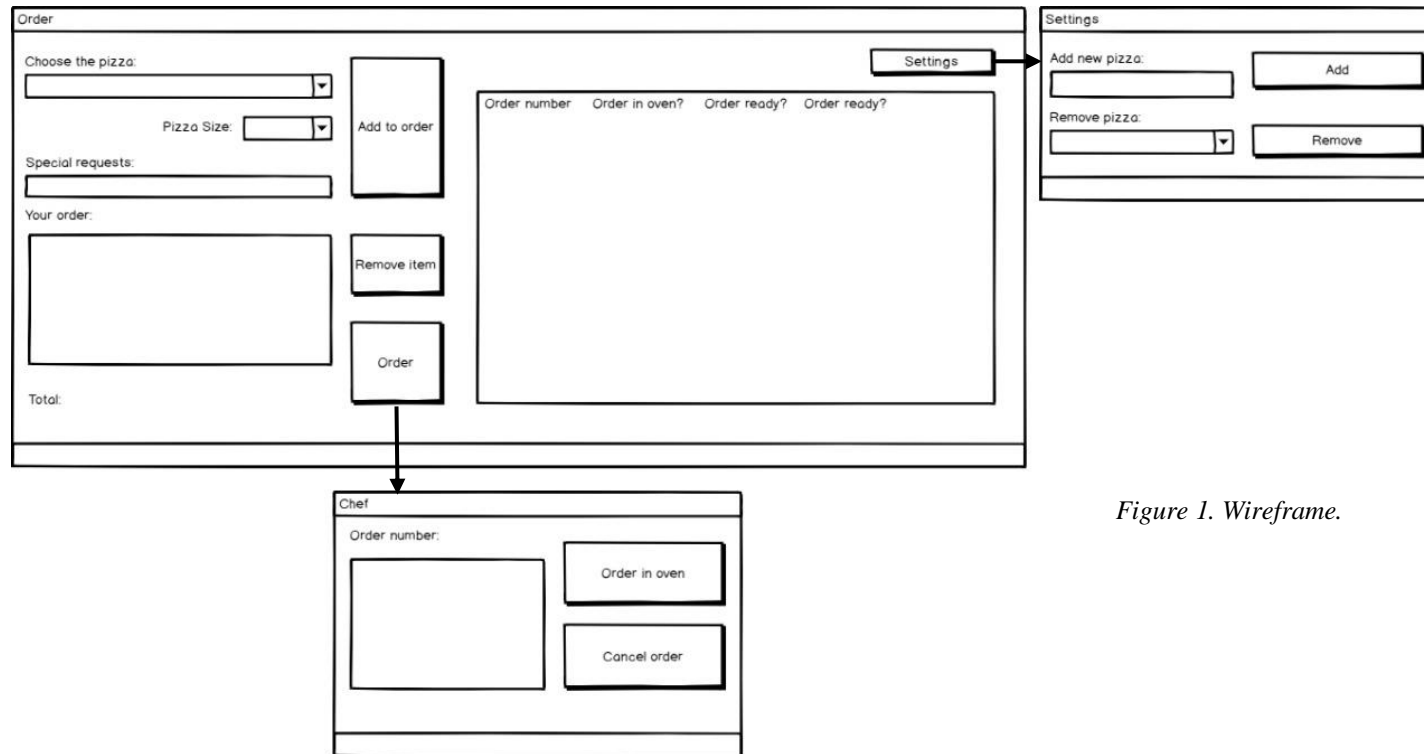 Order
Choose the pizza:
Pizza Size:
Special requests:
Your order:
Total:
Add to order
Remove item
Order
Settings
Order number Order in oven? Order ready? Order ready?
Settings
Add new pizza:
Add
Remove pizza:
Remove
Chef
Order number:
Order in oven
Cancel order
Figure 1. Wireframe.